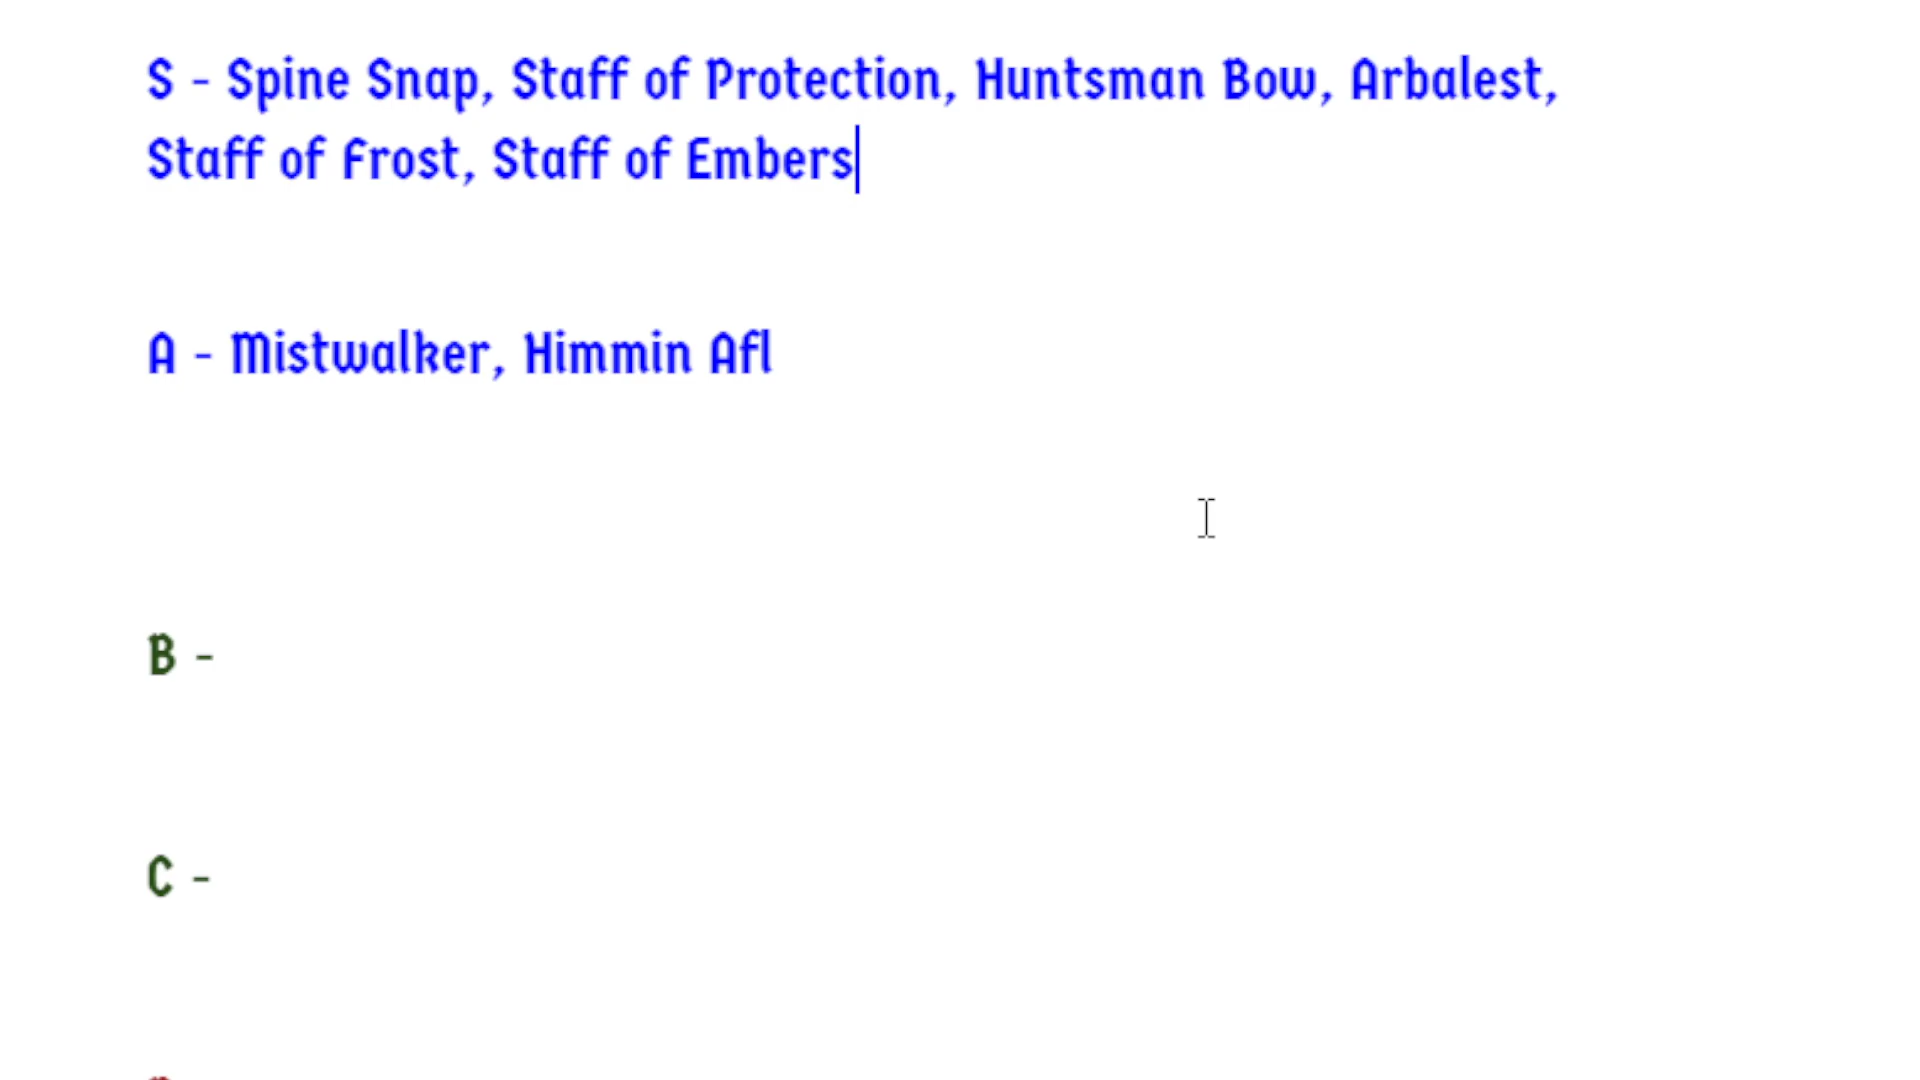 S - Spine Snap, Staff of Protection, Huntsman Bow, Arbalest,
Staff of Frost, Staff of Embers
A - Mistwalker, Himmin Afl
B -
C -